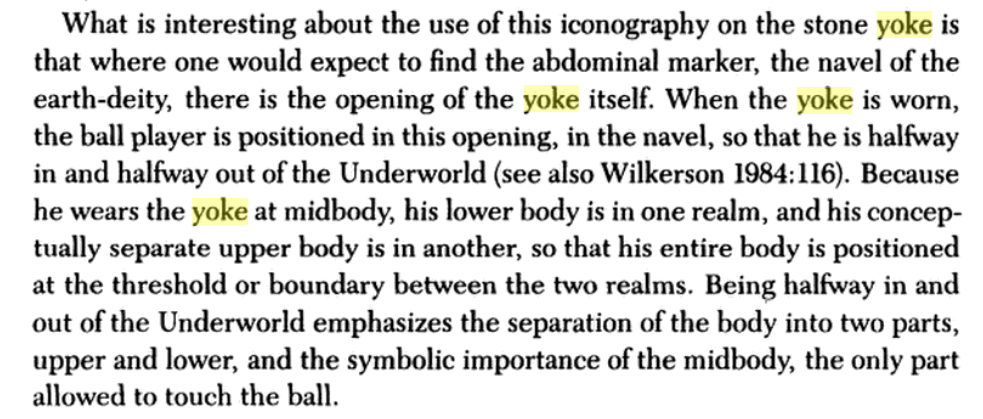 What is interesting about the use of this iconography on the stone yoke is
that where one would expect to find the abdominal marker, the navel of the
earth-deity, there is the opening of the yoke itself. When the yoke is worn,
the ball player is positioned in this opening, in the navel, so that he is halfway
in and halfway out of the Underworld (see also Wilkerson 1984:116). Because
he wears the yoke at midbody, his lower body is in one realm, and his concep-
tually separate upper body is in another, so that his entire body is positioned
at the threshold or boundary between the two realms. Being halfway in and
out of the Underworld emphasizes the separation of the body into two parts,
upper and lower, and the symbolic importance of the midbody, the only part
allowed to touch the ball.